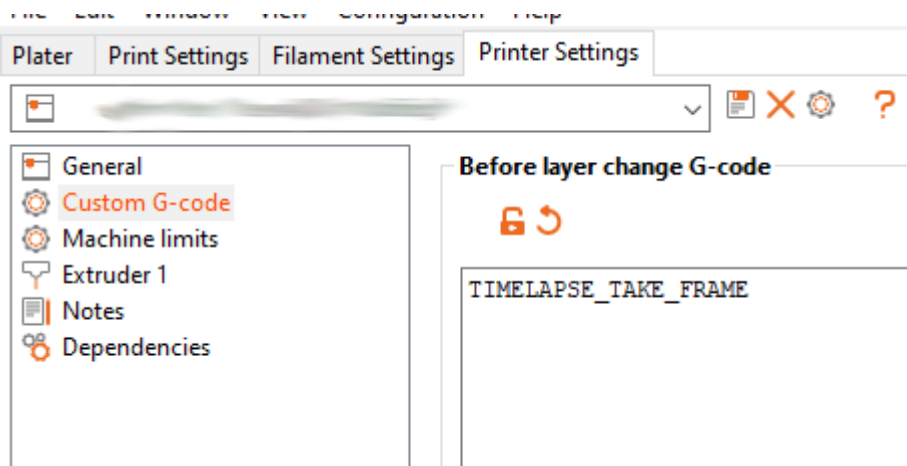 Plater Print Settings Filament Settings Printer Settings
?
General
Custom G-code
Machine limits
Extruder 1
Notes
Dependencies
Before layer change G-code
TIMELAPSE_TAKE_FRAME